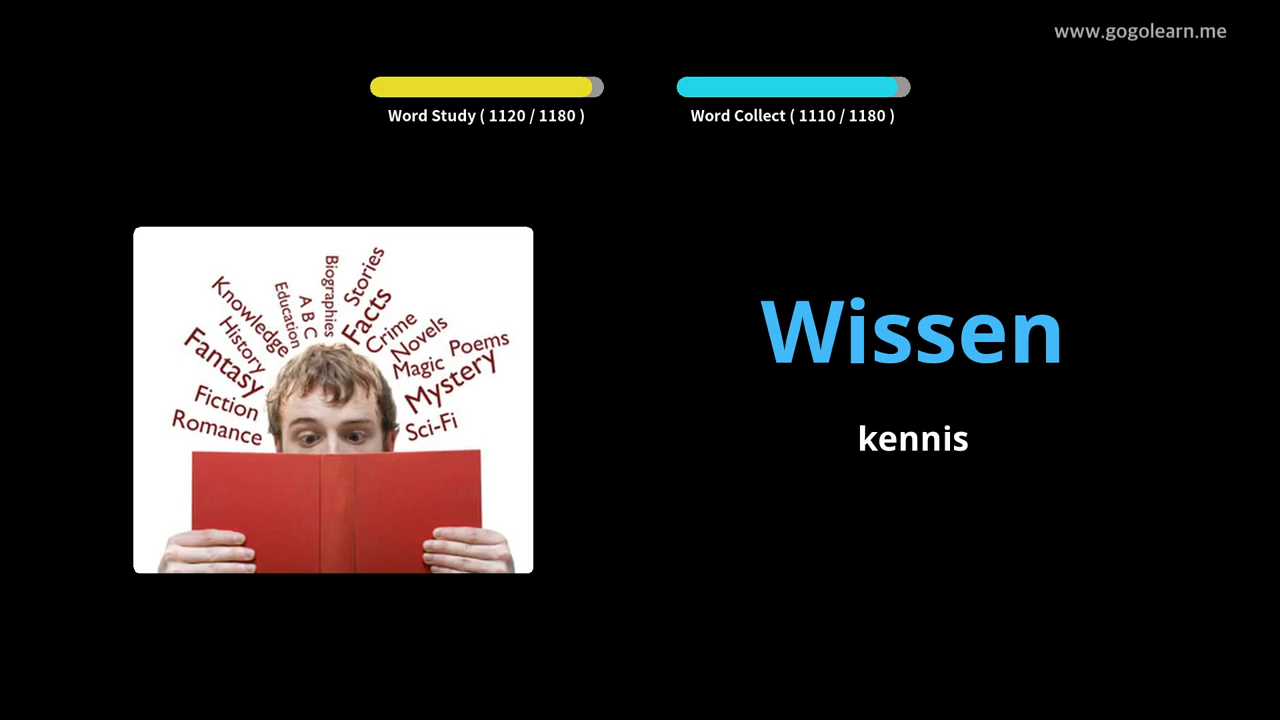 www.gogolearn.me
Word Study ( 1120 / 1180 )
Word Collect ( 1110 / 1180 )
Biographies
Stories
Education
A B C
Facts
Knowledge
Crime
History
Novels
Fantasy
Magic
Poems
Mystery
Fiction
Romance
Sci-Fi
Wissen
kennis